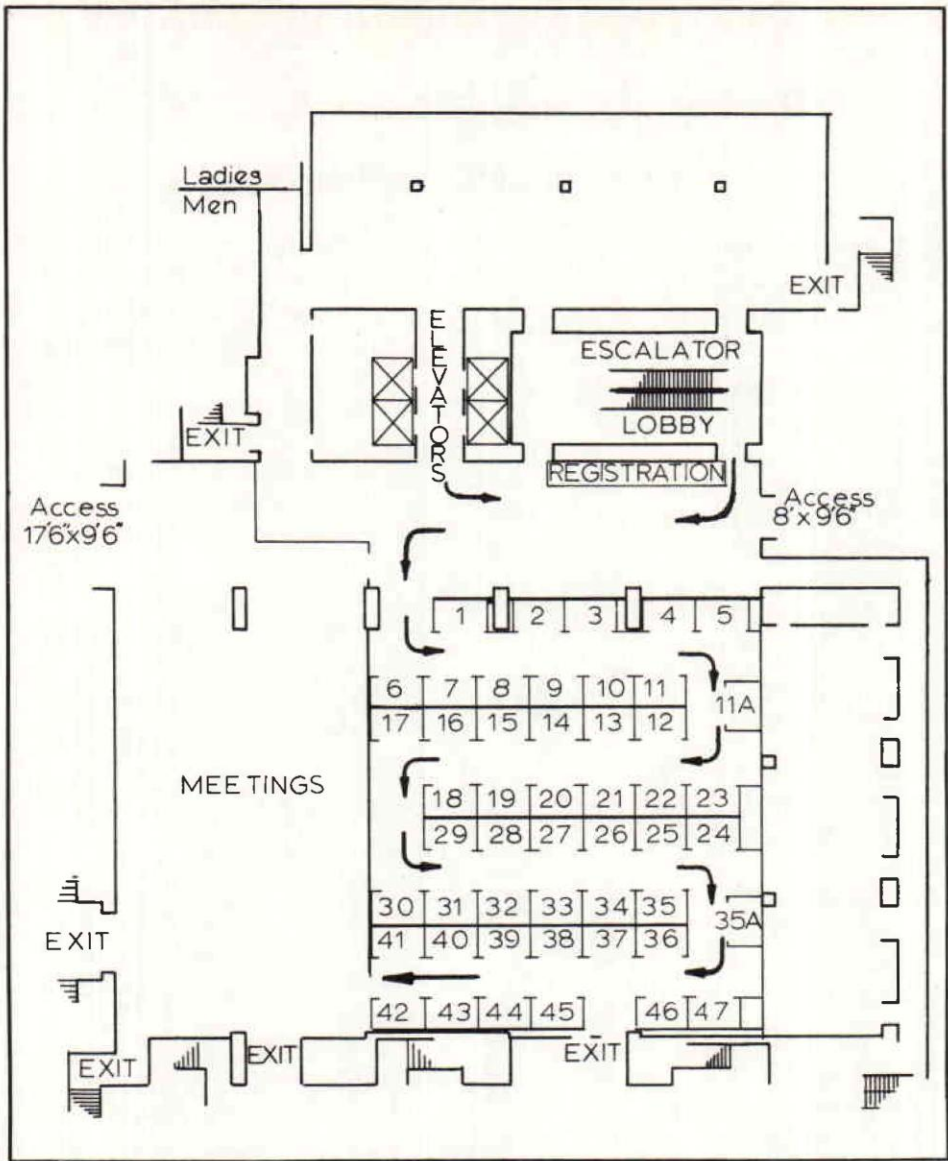 Ladies
Men
EXIT
ELEVATORS
ESCALATOR
LOBBY
EXIT
REGISTRATION
Access
17'6"x9'6"
Access
8'x9'6"
1 2 3 4 5
6 7 8 9 10 11
11A
17 16 15 14 13 12
MEETINGS
18 19 20 21 22 23
29 28 27 26 25 24
30 31 32 33 34 35
35A
41 40 39 38 37 36
EXIT
42 43 44 45 46 47
EXIT
EXIT
EXIT